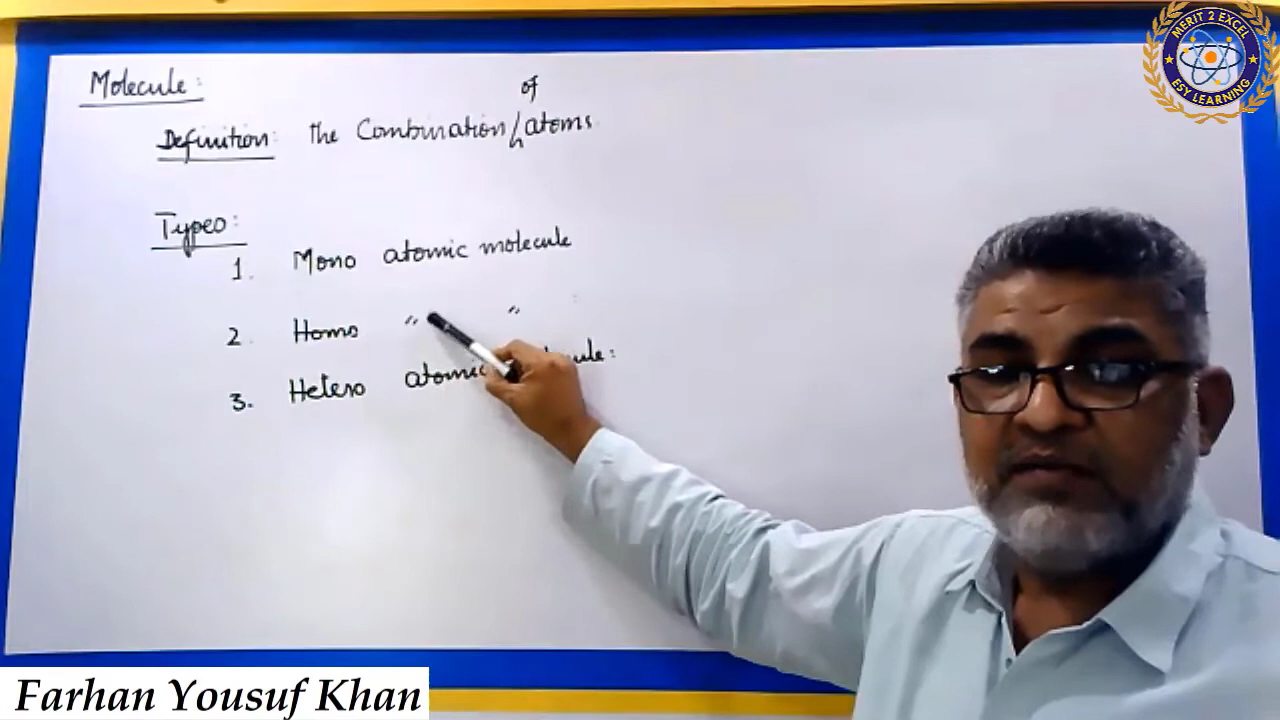 MERIT 2 EXCEL
ESY LEARNING
Molecule:
of
Definition: The Combination atoms.
Types:
1. Mono atomic molecule
2. Homo " "
3. Hetero atomic
Farhan Yousuf Khan